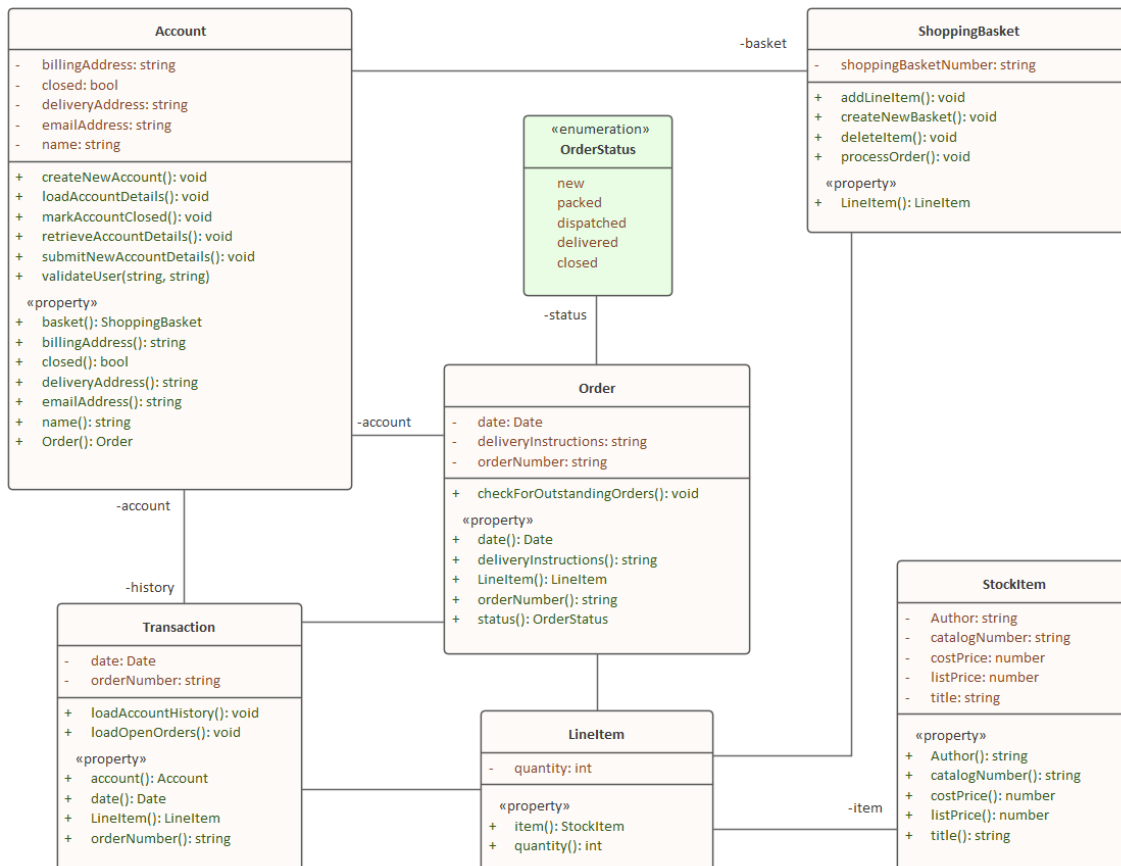 Account
- billingAddress: string
- closed: bool
- deliveryAddress: string
- emailAddress: string
- name: string
+ createNewAccount(): void
+ loadAccountDetails(): void
+ markAccountClosed(): void
+ retrieveAccountDetails(): void
+ submitNewAccountDetails(): void
+ validateUser(string, string)
«property»
+ basket(): ShoppingBasket
+ billingAddress(): string
+ closed(): bool
+ deliveryAddress(): string
+ emailAddress(): string
+ name(): string
+ Order(): Order
-basket
ShoppingBasket
- shoppingBasketNumber: string
+ addLineItem(): void
+ createNewBasket(): void
+ deleteItem(): void
+ processOrder(): void
«property»
+ LineItem(): LineItem
«enumeration»
OrderStatus
new
packed
dispatched
delivered
closed
-status
-account
Order
- date: Date
- deliveryInstructions: string
- orderNumber: string
+ checkForOutstandingOrders(): void
«property»
+ date(): Date
+ deliveryInstructions(): string
+ LineItem(): LineItem
+ orderNumber(): string
+ status(): OrderStatus
-account
-history
Transaction
- date: Date
- orderNumber: string
+ loadAccountHistory(): void
+ loadOpenOrders(): void
«property»
+ account(): Account
+ date(): Date
+ LineItem(): LineItem
+ orderNumber(): string
LineItem
- quantity: int
«property»
+ item(): StockItem
+ quantity(): int
-item
StockItem
- Author: string
- catalogNumber: string
- costPrice: number
- listPrice: number
- title: string
«property»
+ Author(): string
+ catalogNumber(): string
+ costPrice(): number
+ listPrice(): number
+ title(): string